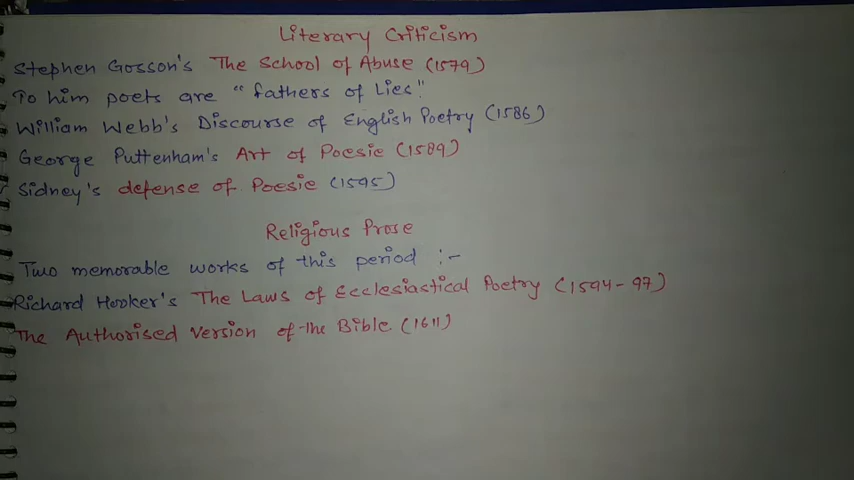 Literary Criticism
Stephen Gosson's The School of Abuse (1579)
To him poets are "fathers of Lies".
William Webb's Discourse of English Poetry (1586)
George Puttenham's Art of Poesie (1589)
Sidney's defense of Poesie (1595)
Religious Prose
Two memorable works of this period :-
Richard Hooker's The Laws of Ecclesiastical Poetry (1594-97)
The Authorised Version of the Bible (1611)